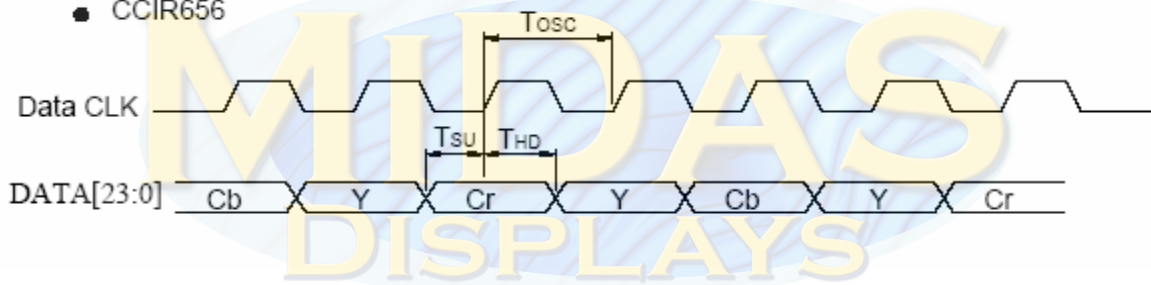 ● CCIR656
TOSC
Data CLK
TSU THD
DATA[23:0] Cb Y Cr Y Cb Y Cr
MIDAS
DISPLAYS